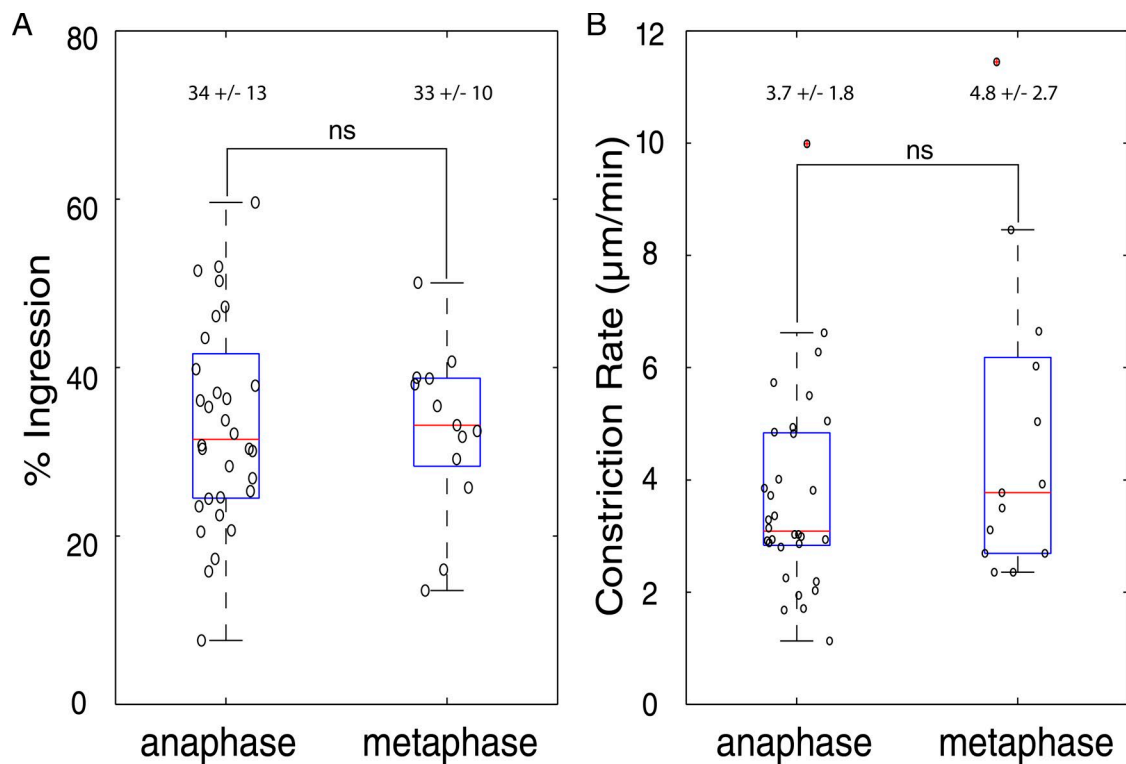 A
% Ingression
80
60
40
20
0
34 +/- 13
33 +/- 10
ns
anaphase
metaphase
B
Constriction Rate (μm/min)
12
10
8
6
4
2
0
3.7 +/- 1.8
4.8 +/- 2.7
ns
anaphase
metaphase